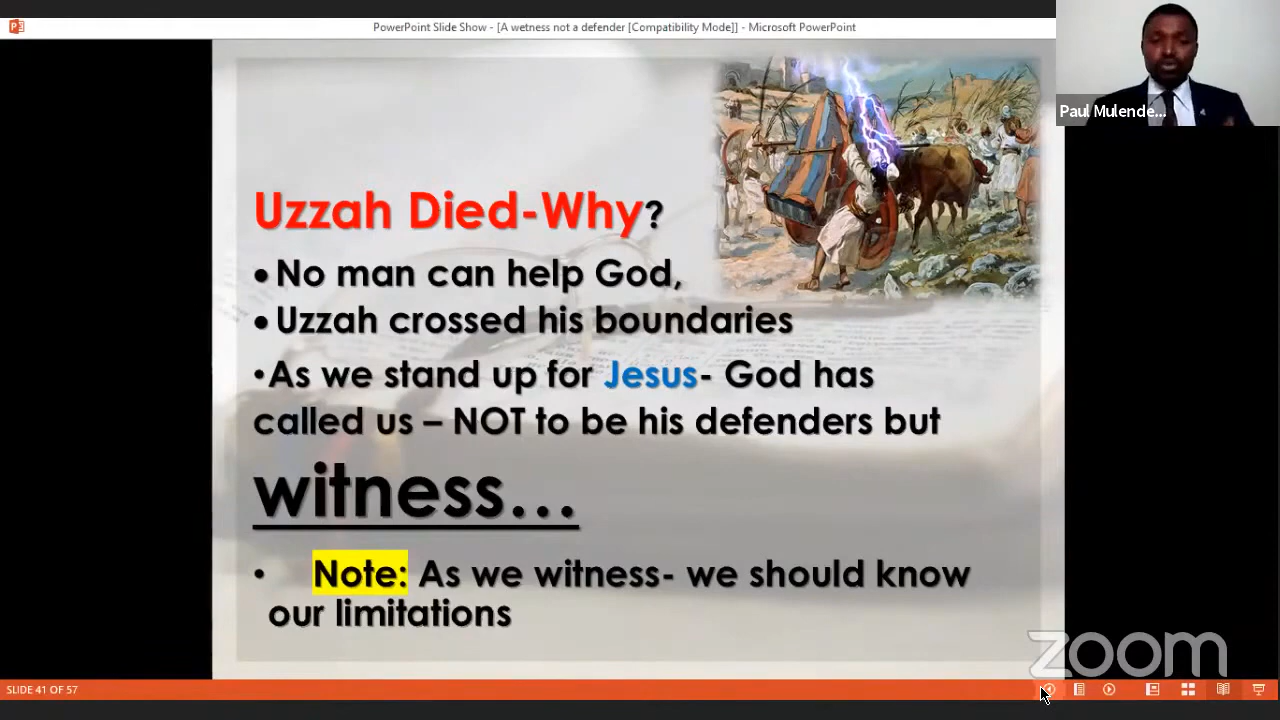 PowerPoint Slide Show - [A wetness not a defender [Compatibility Mode]] - Microsoft PowerPoint
Paul Mulende...
Uzzah Died-Why?
• No man can help God,
• Uzzah crossed his boundaries
• As we stand up for Jesus- God has
called us – NOT to be his defenders but
witness...
• Note: As we witness- we should know
our limitations
zoom
SLIDE 41 OF 57